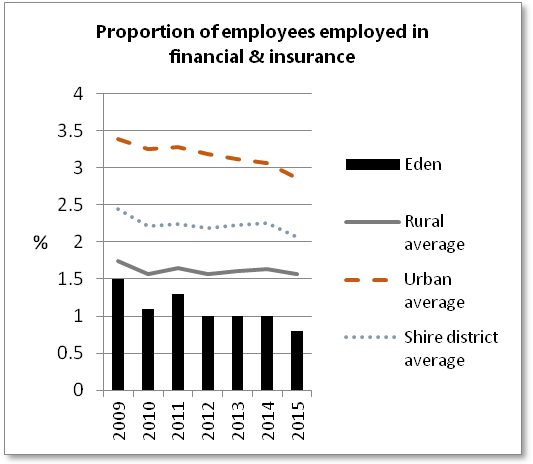 Proportion of employees employed in
financial & insurance
4
3.5
3
2.5
2
1.5
1
0.5
0
%
2009 2010 2011 2012 2013 2014 2015
Eden
Rural
average
Urban
average
Shire district
average